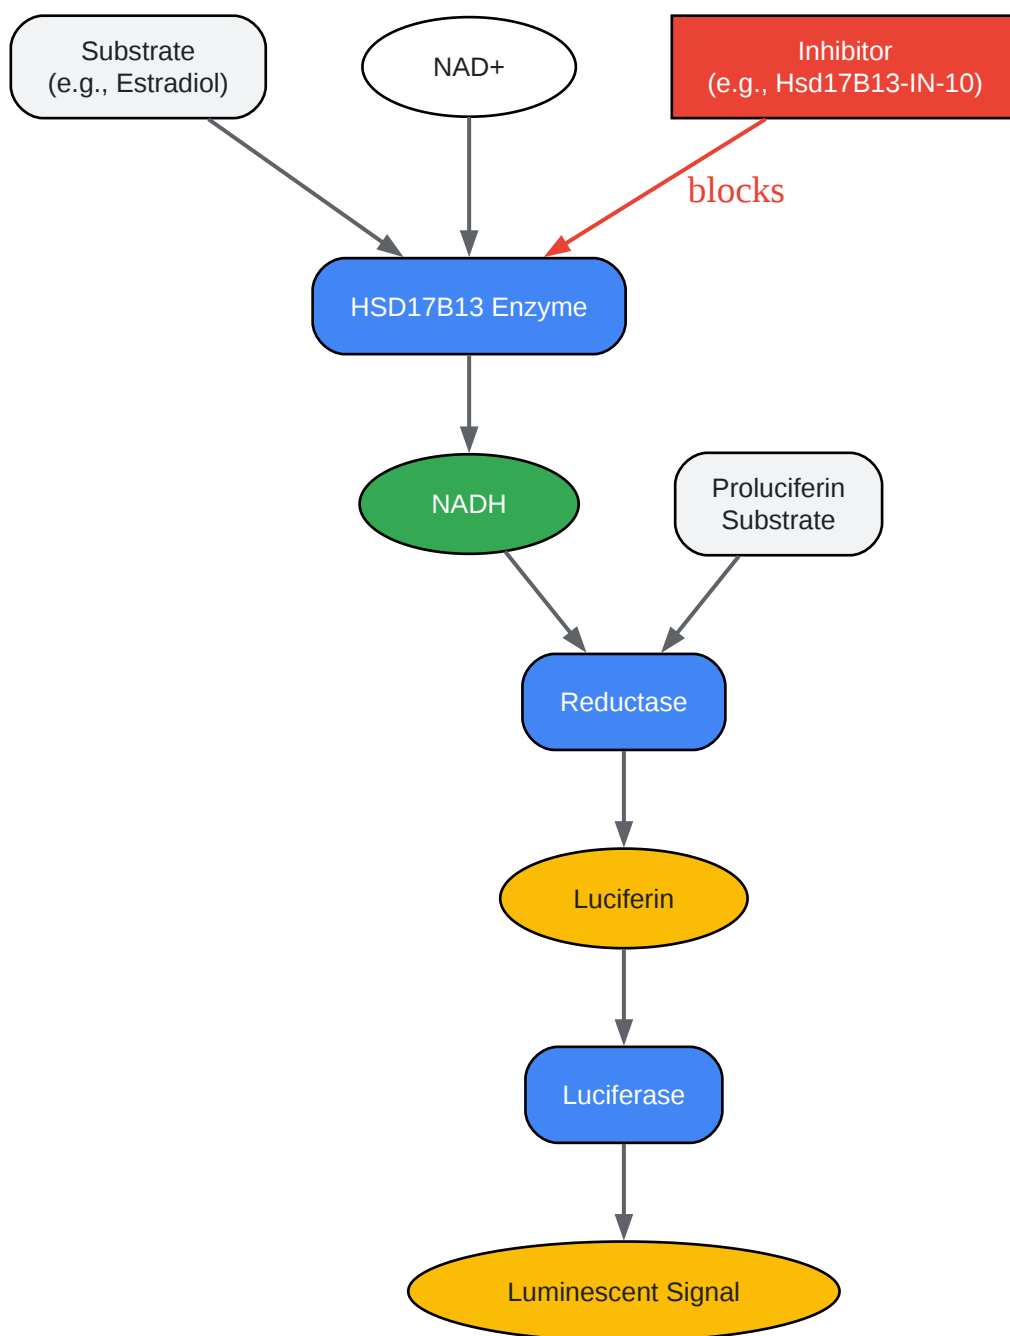 Substrate
(e.g., Estradiol)
NAD+
Inhibitor
(e.g., Hsd17B13-IN-10)
blocks
HSD17B13 Enzyme
NADH
Proluciferin
Substrate
Reductase
Luciferin
Luciferase
Luminescent Signal